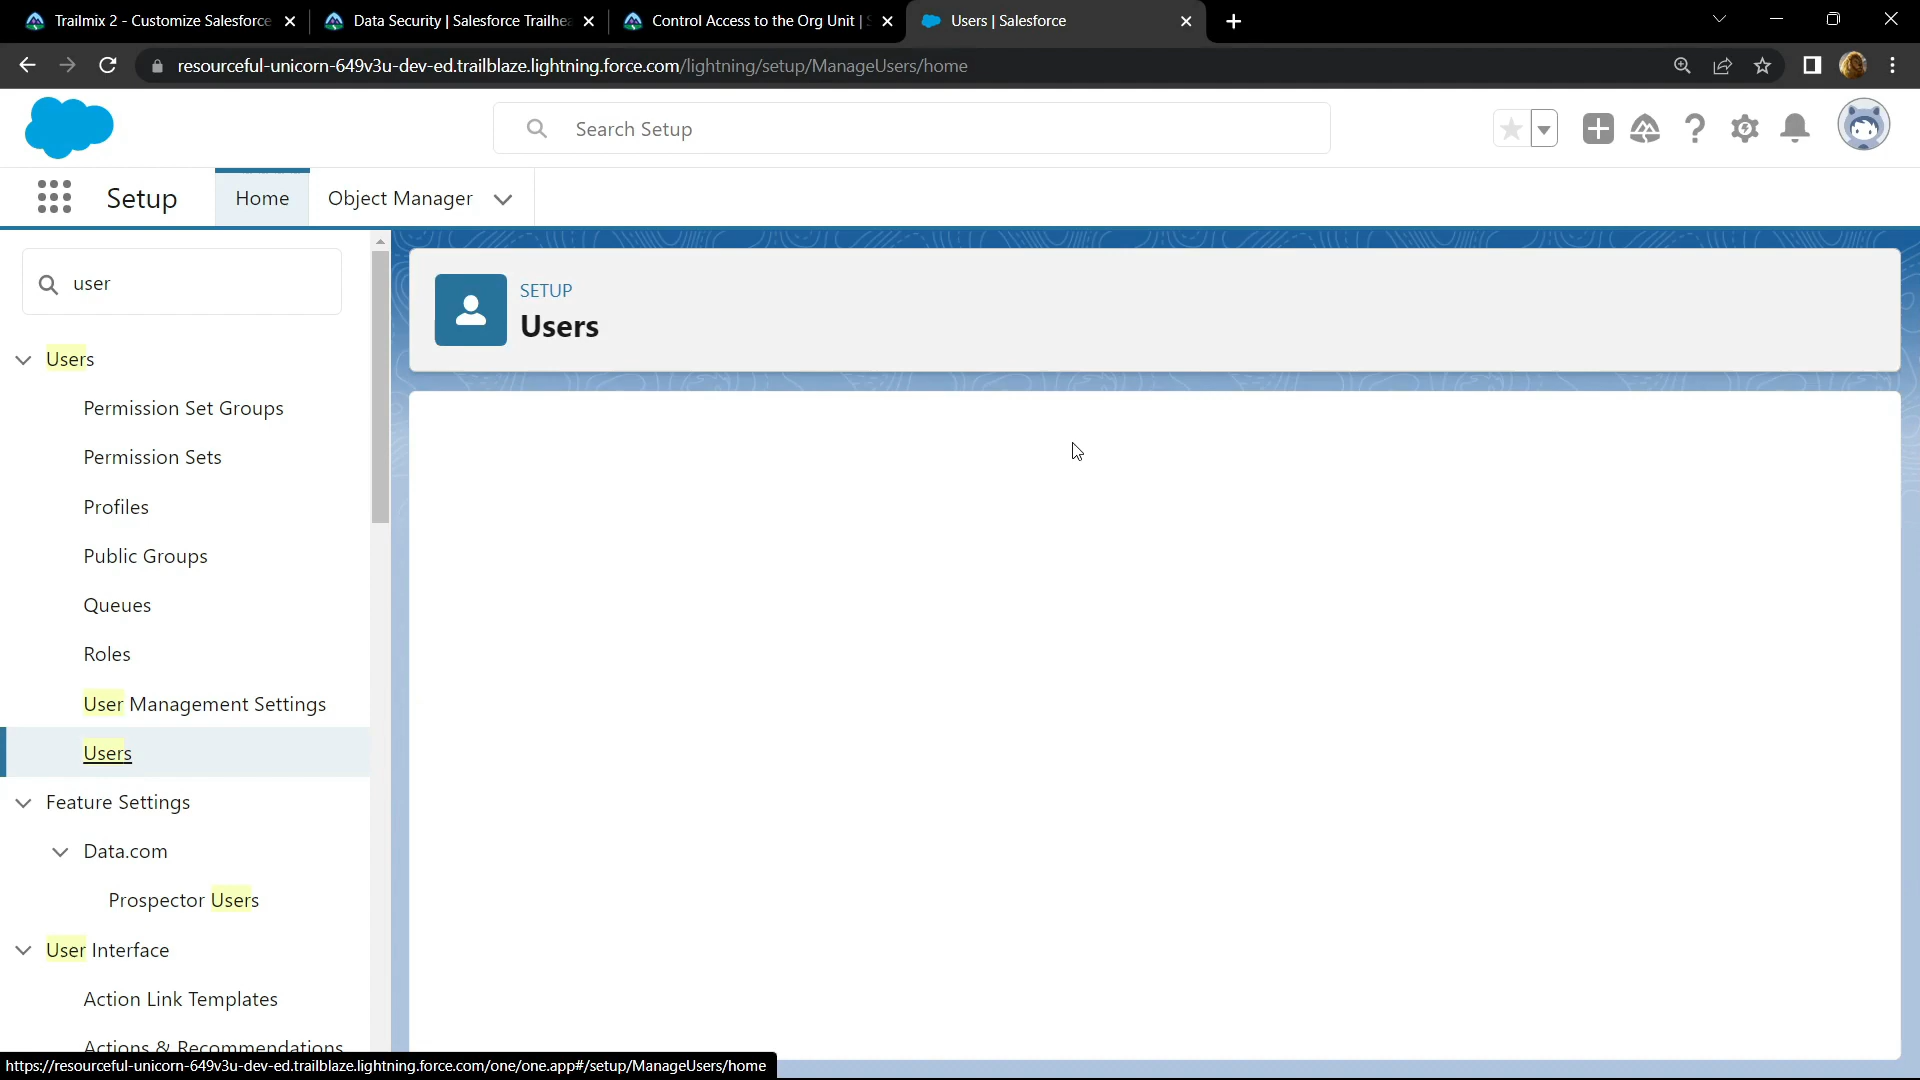 Trailmix 2 - Customize Salesforce
Data Security | Salesforce Trailhe
Control Access to the Org Unit |
Users | Salesforce
resourceful-unicorn-649v3u-dev-ed.trailblaze.lightning.force.com/lightning/setup/ManageUsers/home
Search Setup
Setup
Home
Object Manager
user
SETUP
Users
Users
Permission Set Groups
Permission Sets
Profiles
Public Groups
Queues
Roles
User Management Settings
Users
Feature Settings
Data.com
Prospector Users
User Interface
Action Link Templates
Actions & Recommendations
https://resourceful-unicorn-649v3u-dev-ed.trailblaze.lightning.force.com/one/one.app#/setup/ManageUsers/home